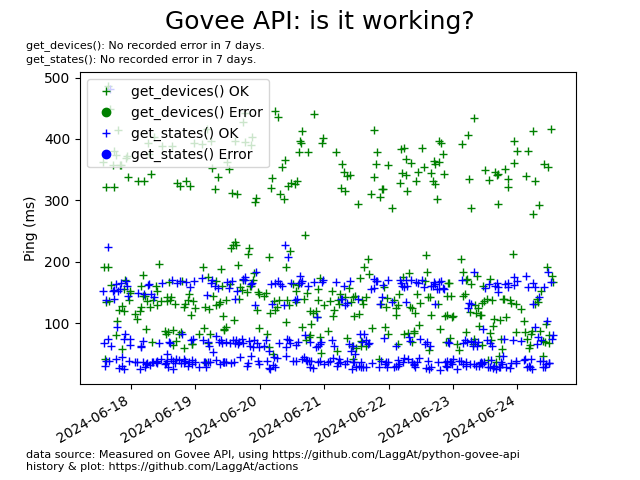 Govee API: is it working?
get_devices(): No recorded error in 7 days.
get_states(): No recorded error in 7 days.
500
400
300
200
100
Ping (ms)
get_devices() OK
get_devices() Error
get_states() OK
get_states() Error
2024-06-18
2024-06-19
2024-06-20
2024-06-21
2024-06-22
2024-06-23
2024-06-24
data source: Measured on Govee API, using https://github.com/LaggAt/python-govee-api
history & plot: https://github.com/LaggAt/actions